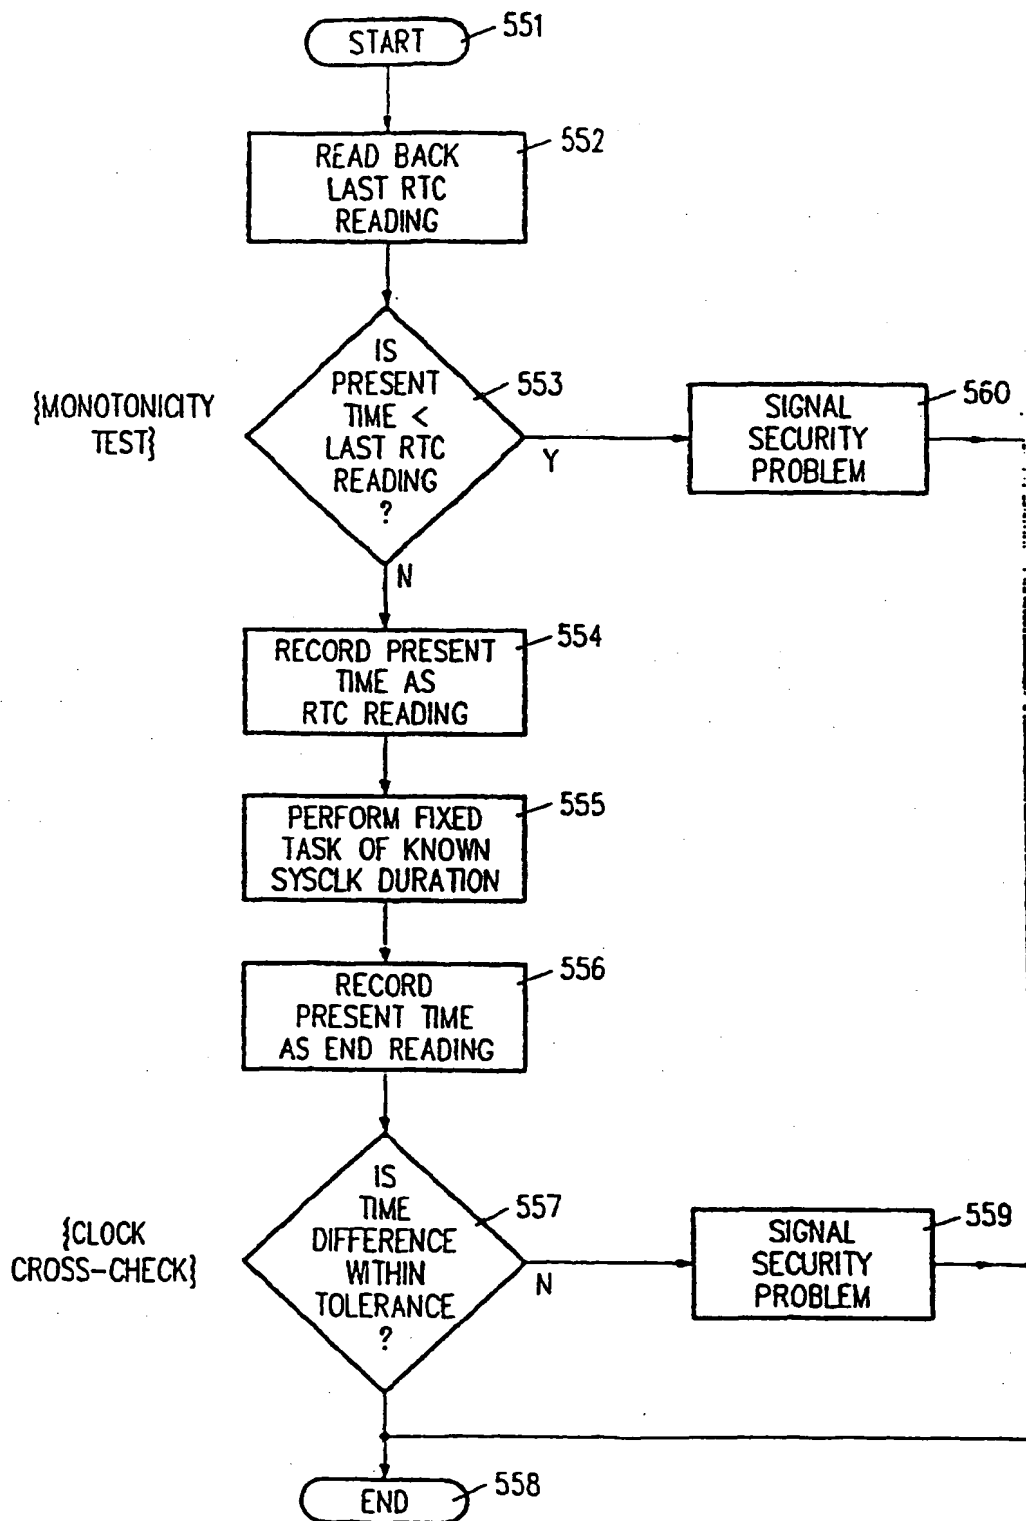 START
551
READ BACK
LAST RTC
READING
552
IS
PRESENT
TIME <
LAST RTC
READING
?
553
{MONOTONICITY
TEST}
Y
SIGNAL
SECURITY
PROBLEM
560
N
RECORD PRESENT
TIME AS
RTC READING
554
PERFORM FIXED
TASK OF KNOWN
SYSCLK DURATION
555
RECORD
PRESENT TIME
AS END READING
556
IS
TIME
DIFFERENCE
WITHIN
TOLERANCE
?
557
{CLOCK
CROSS-CHECK}
N
SIGNAL
SECURITY
PROBLEM
559
END
558